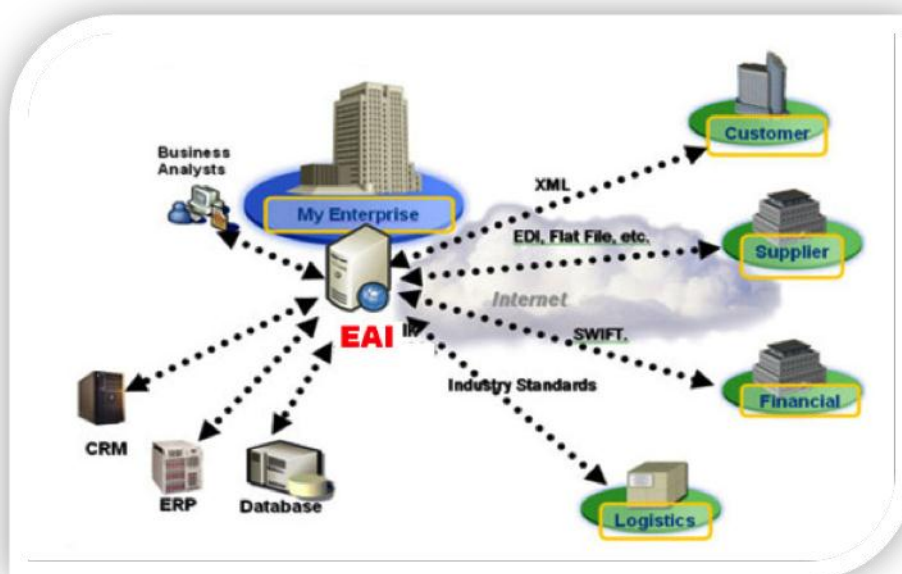 Business
Analysts
My Enterprise
Customer
XML
EDI, Flat File, etc.
Supplier
Internet
EAI
SWIFT.
Industry Standards
Financial
CRM
ERP
Database
Logistics